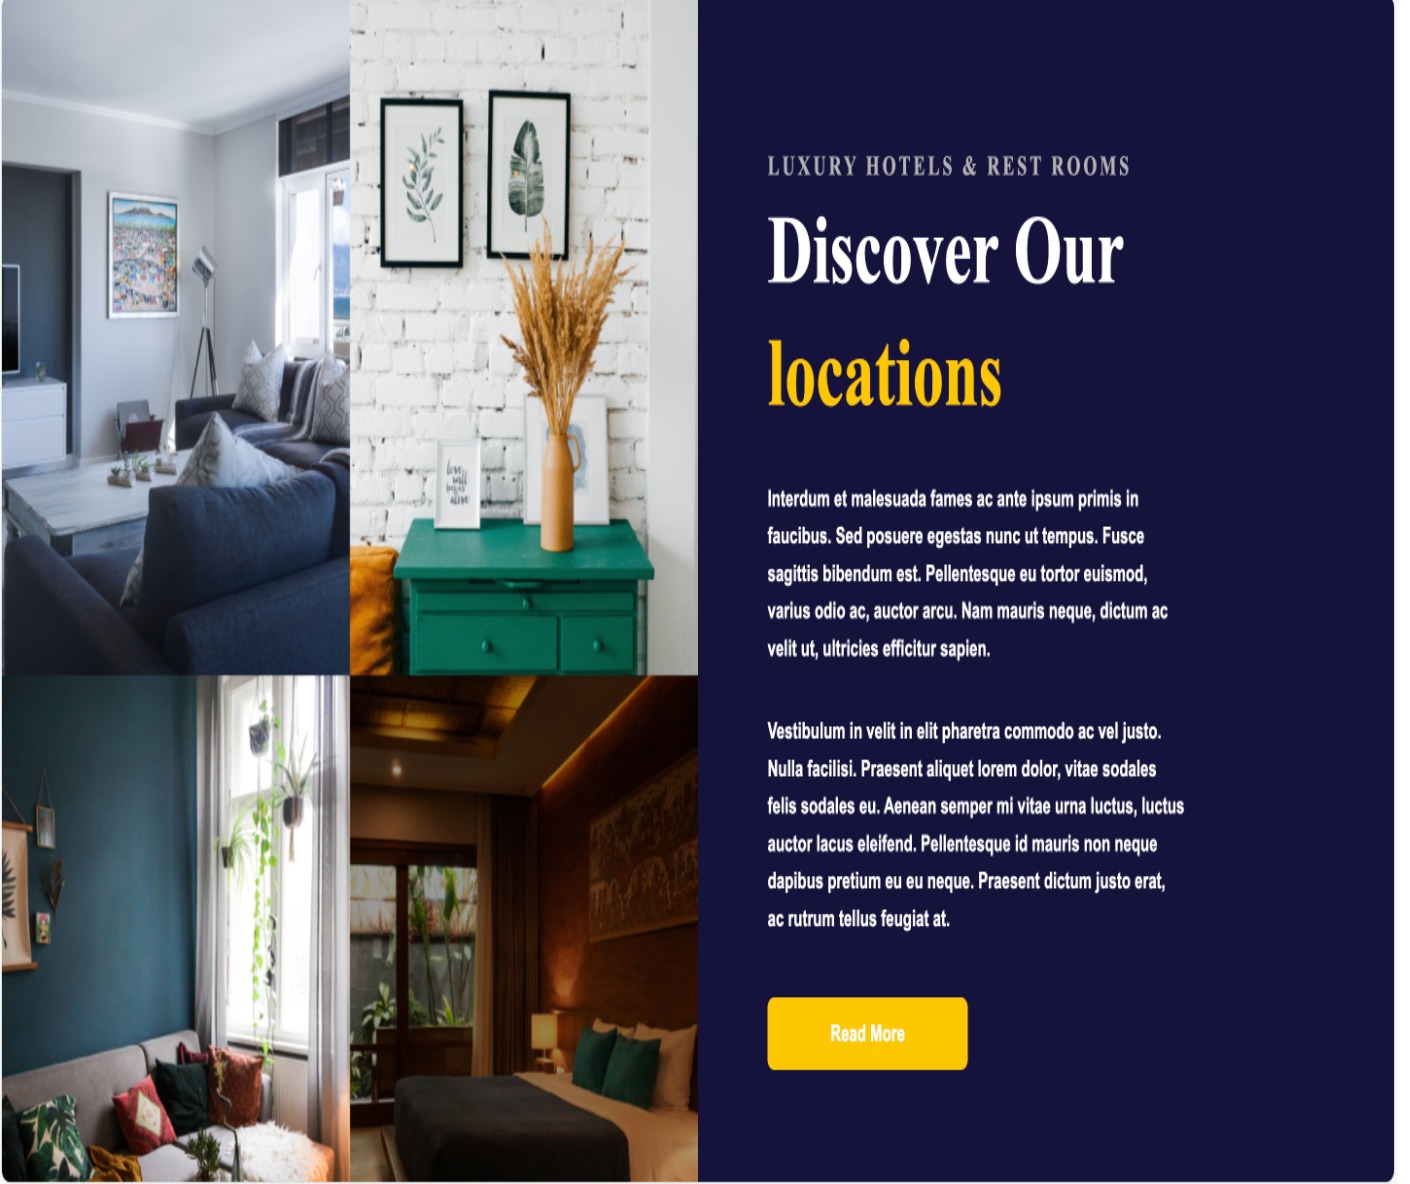 LUXURY HOTELS & REST ROOMS
Discover Our
locations
Interdum et malesuada fames ac ante ipsum primis in
faucibus. Sed posuere egestas nunc ut tempus. Fusce
sagittis bibendum est. Pellentesque eu tortor euismod,
varius odio ac, auctor arcu. Nam mauris neque, dictum ac
velit ut, ultricies efficitur sapien.
Vestibulum in velit in elit pharetra commodo ac vel justo.
Nulla facilisi. Praesent aliquet lorem dolor, vitae sodales
felis sodales eu. Aenean semper mi vitae urna luctus, luctus
auctor lacus eleifend. Pellentesque id mauris non neque
dapibus pretium eu eu neque. Praesent dictum justo erat,
ac rutrum tellus feugiat at.
Read More
love
will
alive